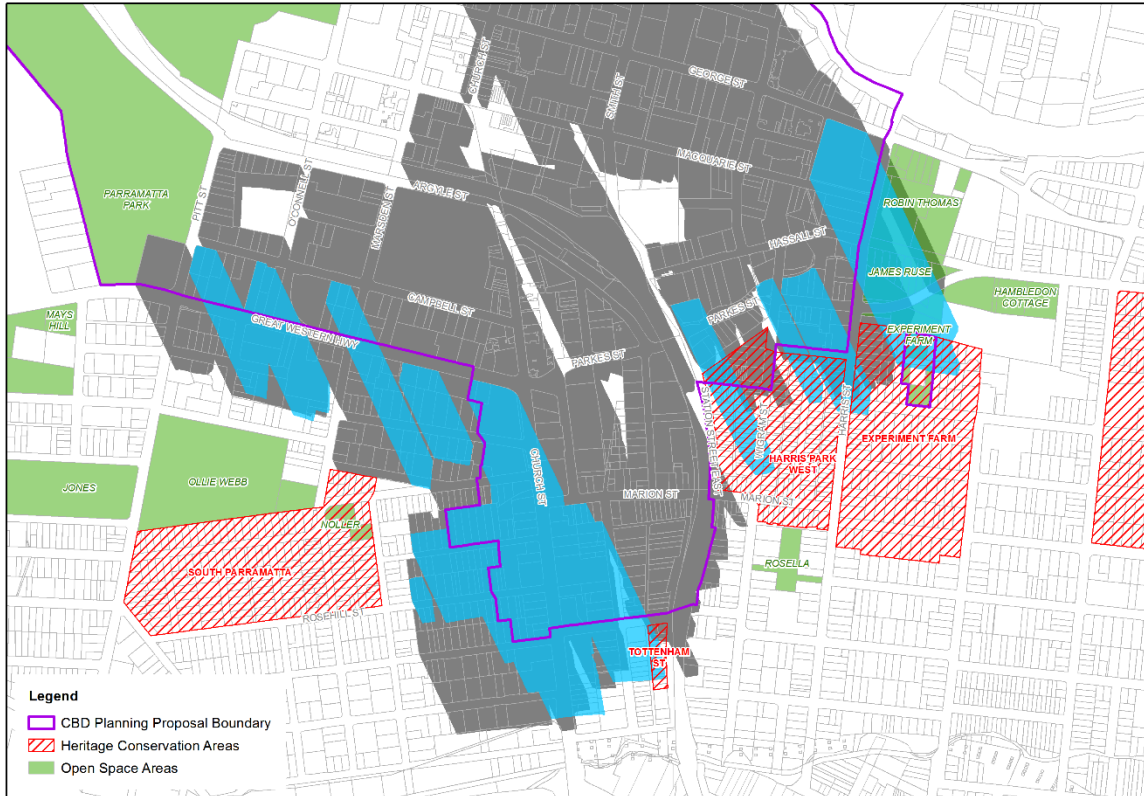 CHURCH ST
GEORGE ST
SMITH ST
MACQUARIE ST
ARGYLE ST
O'CONNELL ST
PARRAMATTA
PARK
PITT ST
MARSDEN ST
ROBIN THOMAS
HASSALL ST
JAMES RUSE
HAMBLEDON
COTTAGE
CAMPBELL ST
PARKES ST
MAYS
HILL
GREAT WESTERN HWY
EXPERIMENT
FARM
PARKES ST
STATION STREET EAST
WIGRAM ST
HARRIS ST
EXPERIMENT FARM
HARRIS PARK
WEST
CHURCH ST
MARION ST
MARION ST
JONES
OLLIE WEBB
NOLLER
ROSELLA
SOUTH PARRAMATTA
ROSEHILL ST
TOTTENHAM
ST
Legend
CBD Planning Proposal Boundary
Heritage Conservation Areas
Open Space Areas